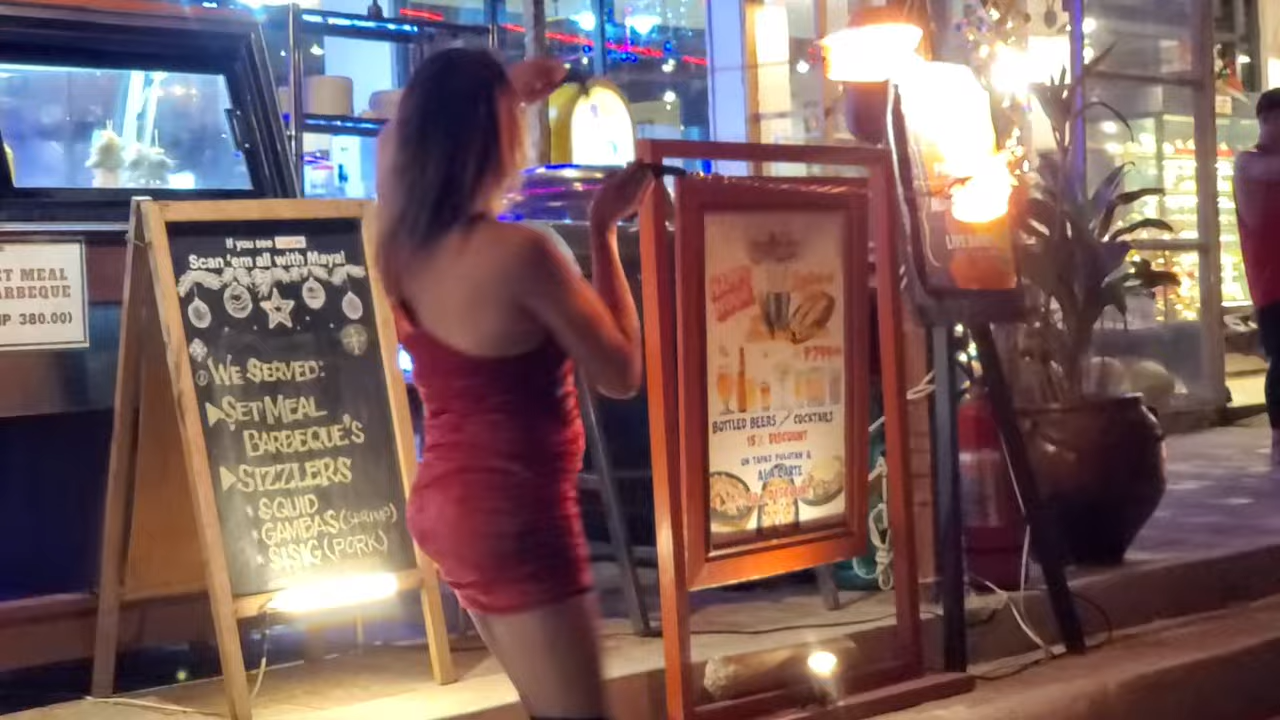 ET MEAL
ARBEQUE
P 380.00)
If you see
Scan 'em all with Maya!
WE SERVED:
SET MEAL
BARBEQUE'S
SIZZLERS
SQUID
GAMBAS (SHRIMP)
SISIG (PORK)
BOTTLED BEERS / COCKTAILS
15% DISCOUNT
ON TAPAS PULUTAN &
ALA CARTE
LIVE